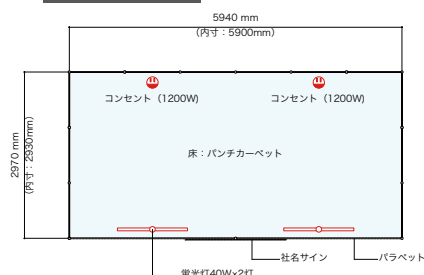 5940 mm
（内寸：5900mm）
コンセント（1200W)
コンセント（1200W)
2970 mm
（内寸：2930mm）
床：パンチカーペット
社名サイン
パラペット
蛍光灯40W×2灯